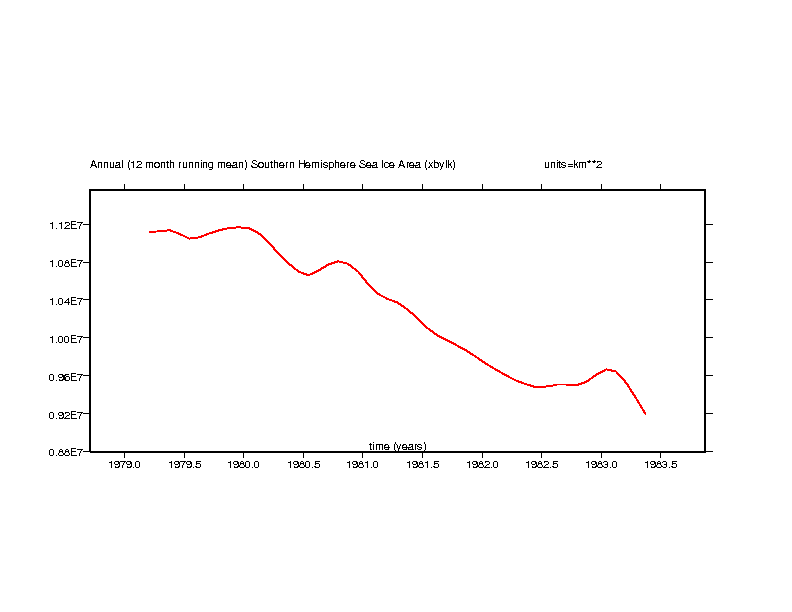 Annual (12 month running mean) Southern Hemisphere Sea Ice Area (xbylk) units=km**2
1.12E7
1.08E7
1.04E7
1.00E7
0.96E7
0.92E7
0.88E7
time (years)
1979.0 1979.5 1980.0 1980.5 1981.0 1981.5 1982.0 1982.5 1983.0 1983.5